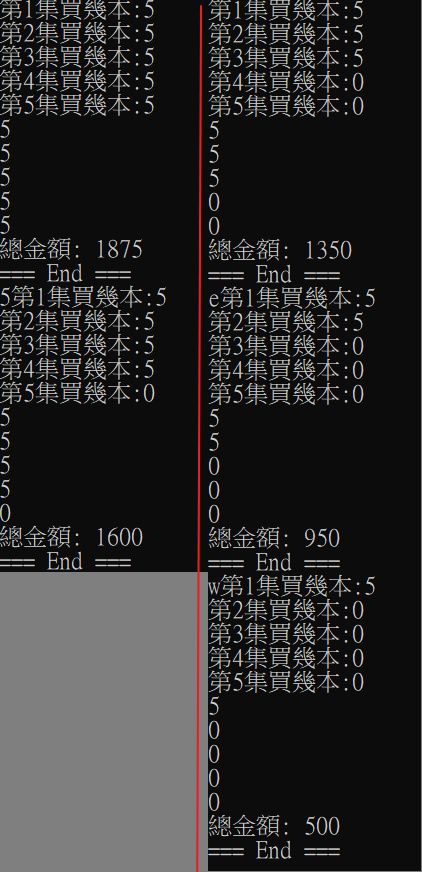 第1集買幾本:5
第2集買幾本:5
第3集買幾本:5
第4集買幾本:5
第5集買幾本:5
5
5
5
5
5
總金額: 1875
=== End ===
5第1集買幾本:5
第2集買幾本:5
第3集買幾本:5
第4集買幾本:5
第5集買幾本:0
5
5
5
5
0
總金額: 1600
=== End ===
第1集買幾本:5
第2集買幾本:5
第3集買幾本:5
第4集買幾本:0
第5集買幾本:0
5
5
5
0
0
總金額: 1350
=== End ===
e第1集買幾本:5
第2集買幾本:5
第3集買幾本:0
第4集買幾本:0
第5集買幾本:0
5
5
0
0
0
總金額: 950
=== End ===
w第1集買幾本:5
第2集買幾本:0
第3集買幾本:0
第4集買幾本:0
第5集買幾本:0
5
0
0
0
0
總金額: 500
=== End ===